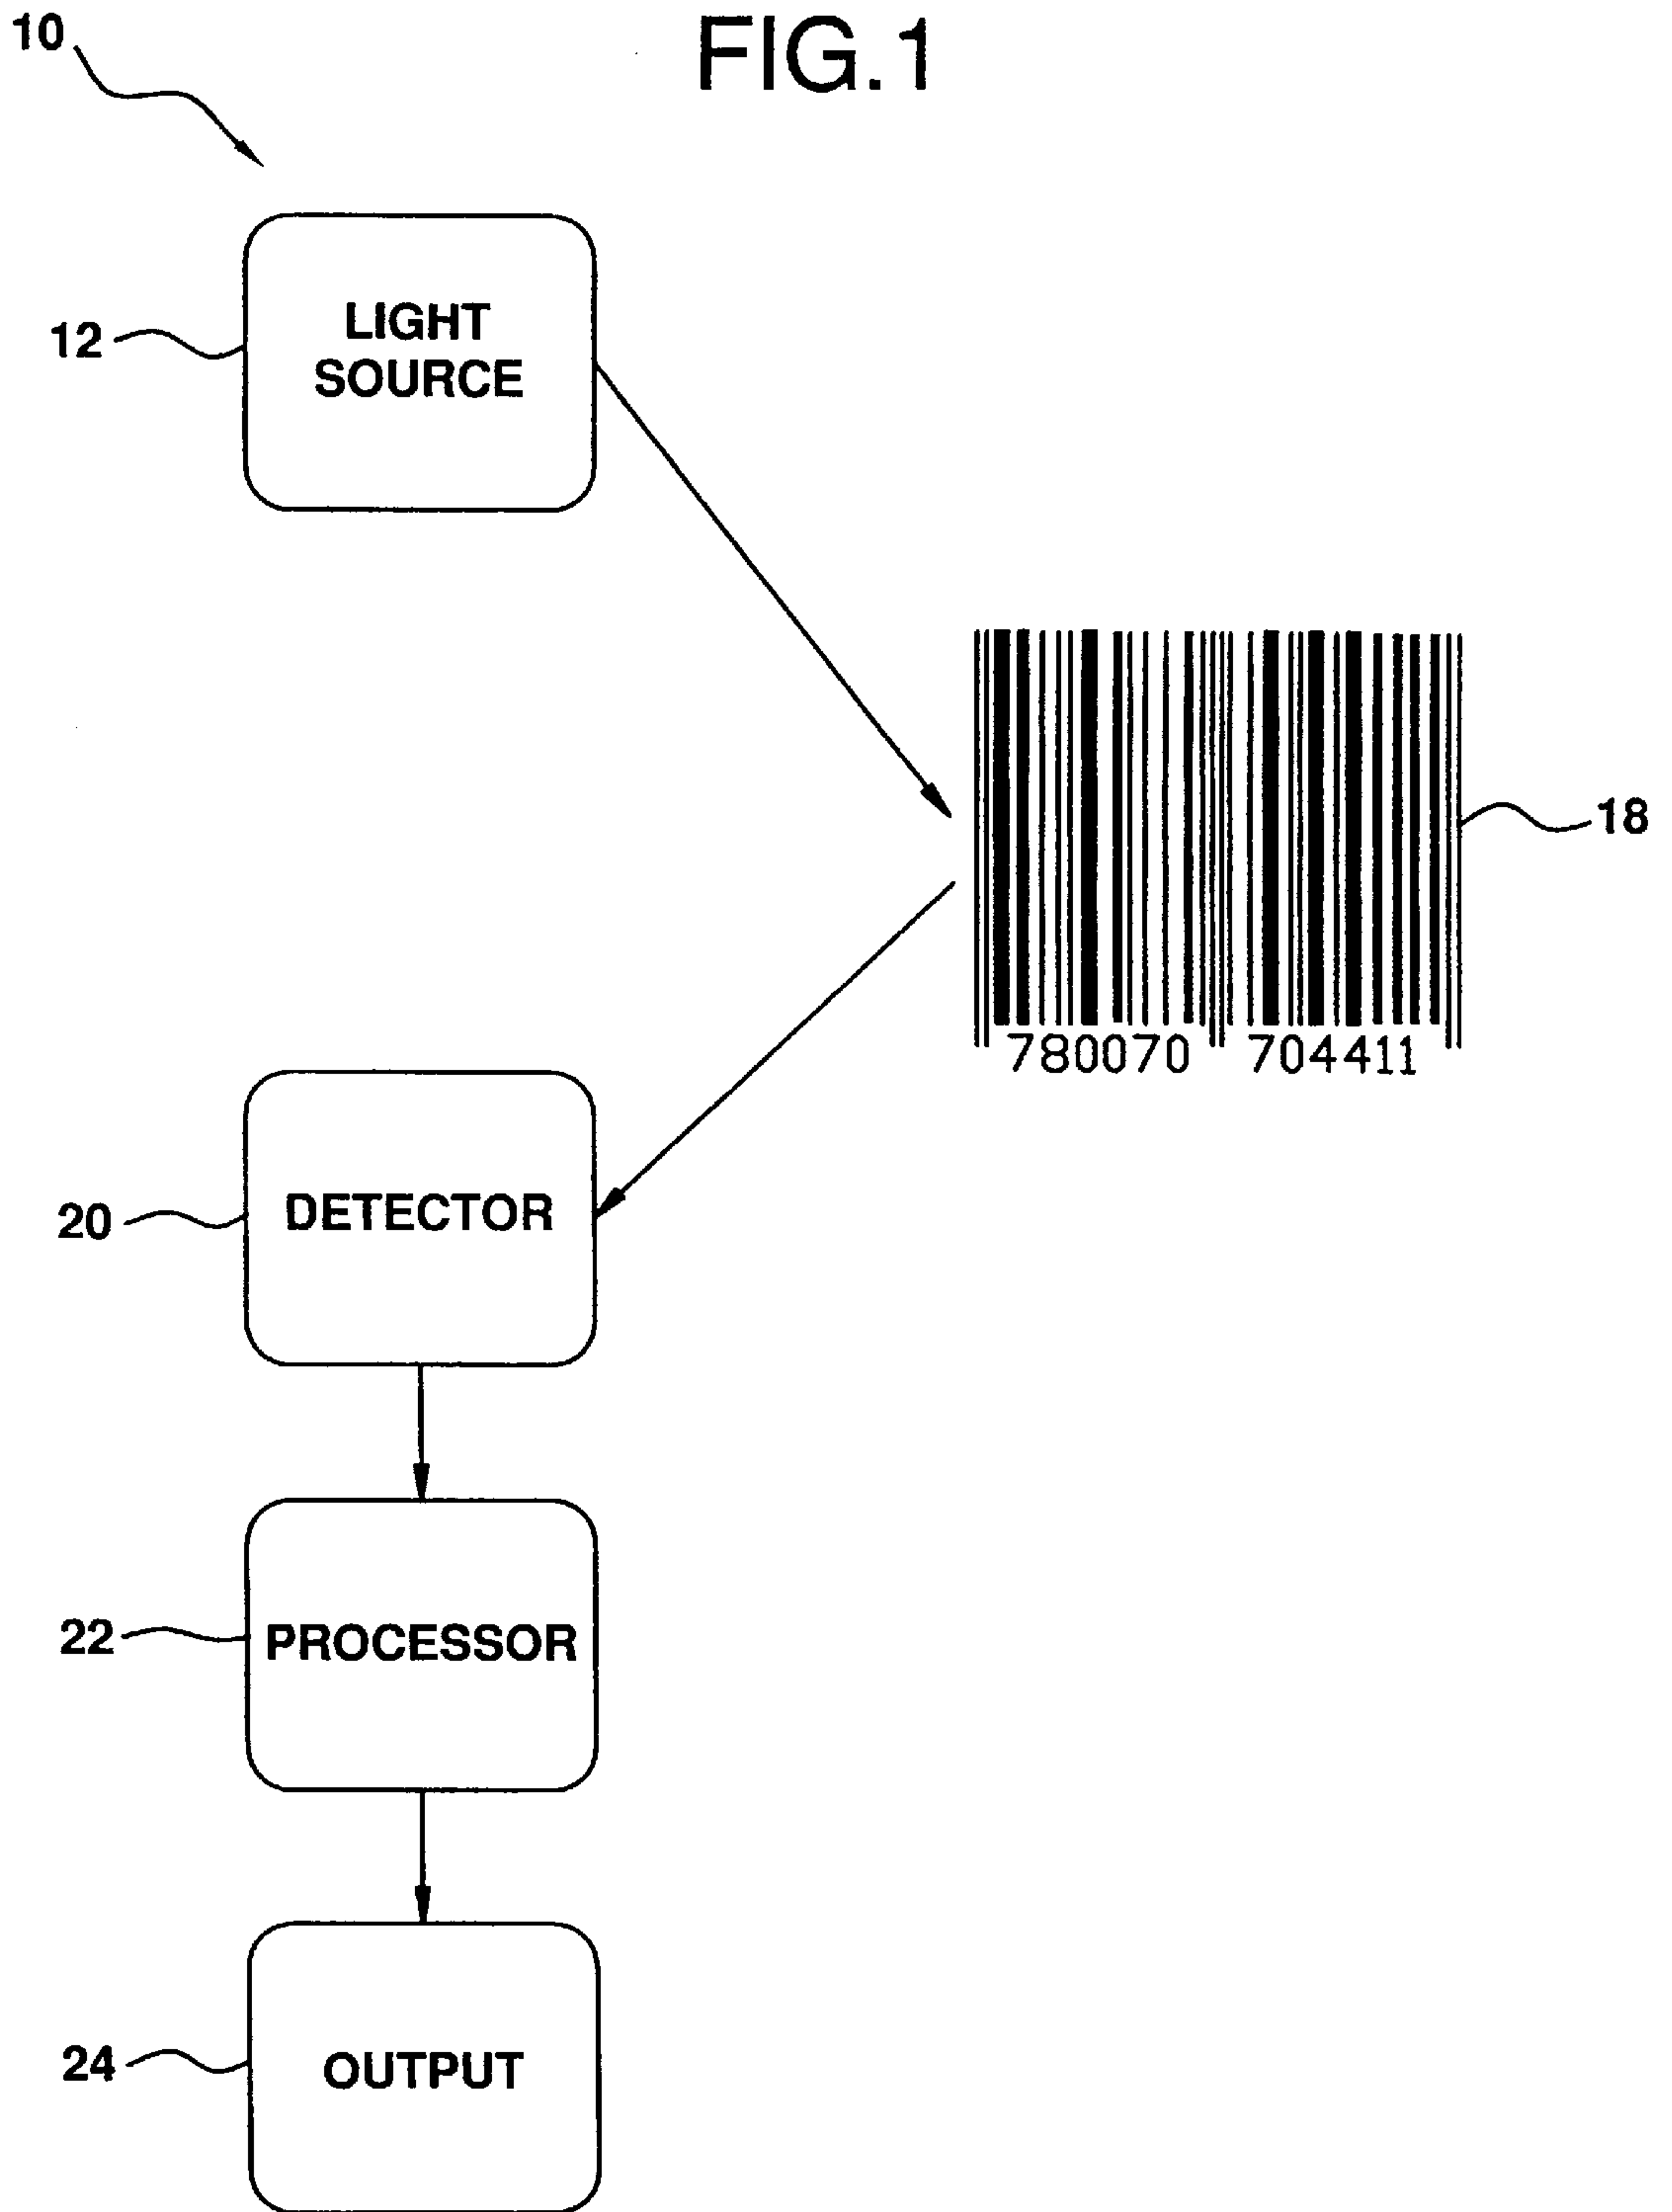 FIG.1
10
12
LIGHT
SOURCE
18
780070 704411
20
DETECTOR
22
PROCESSOR
24
OUTPUT